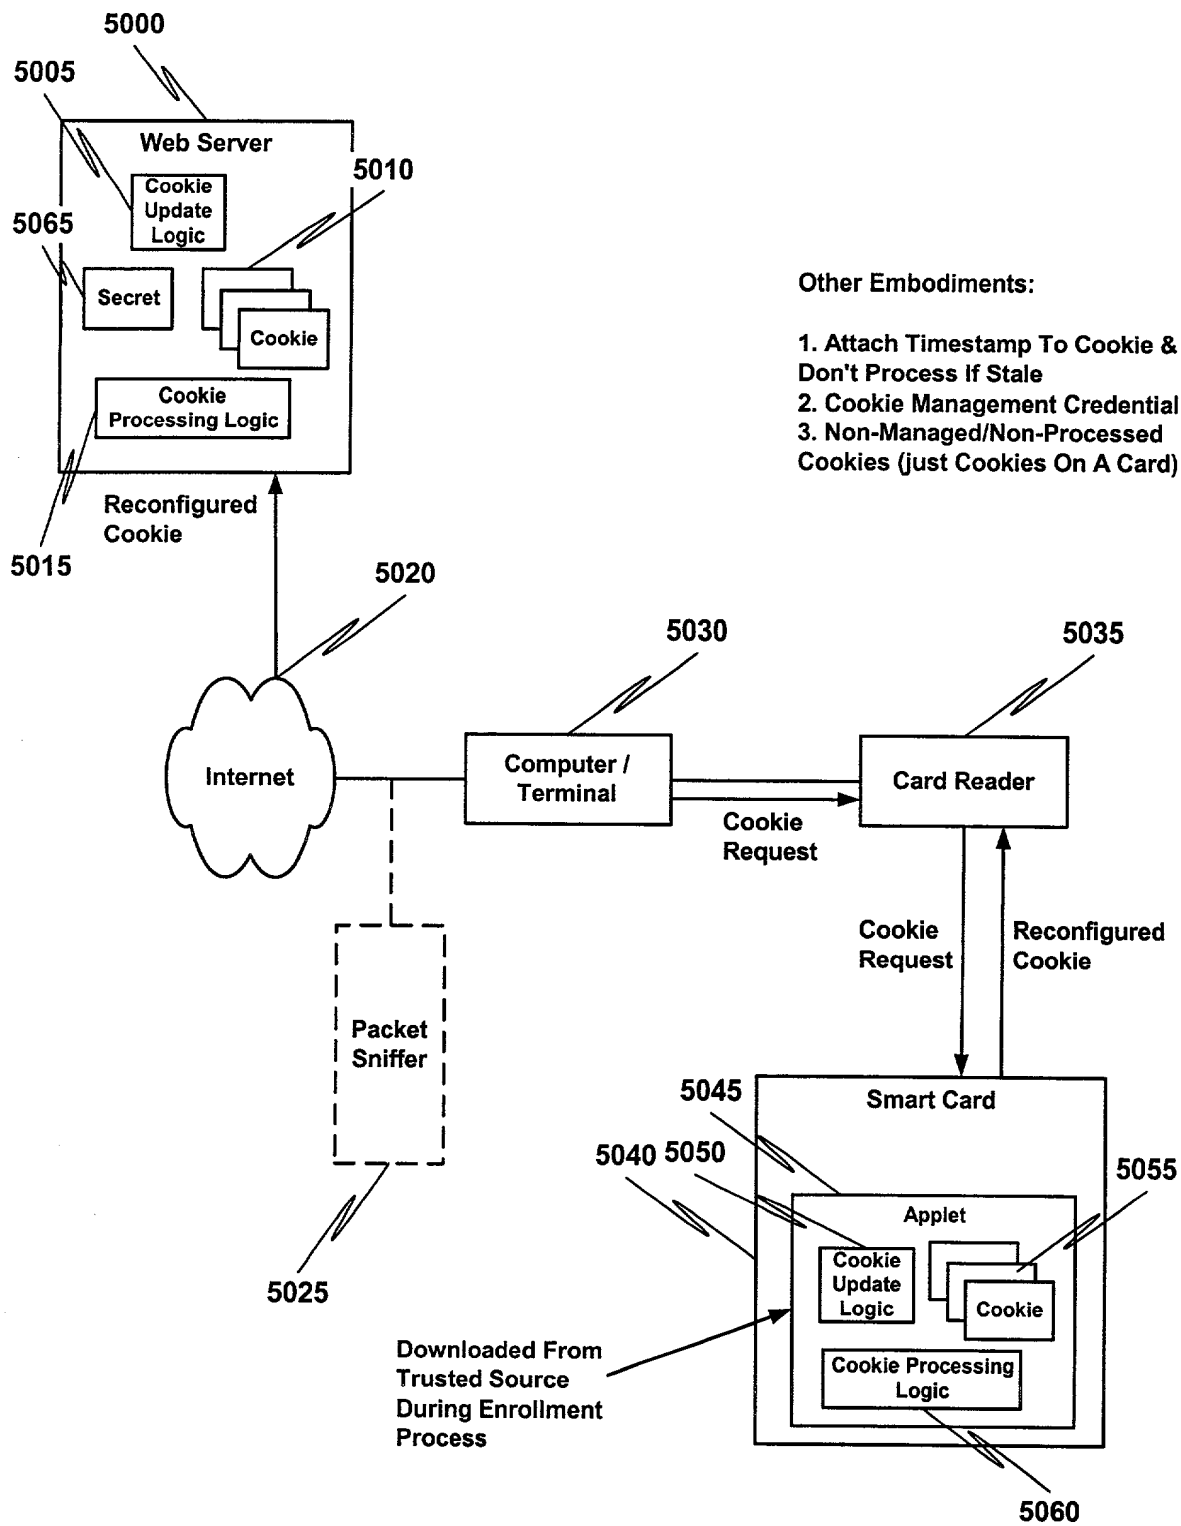 5000
5005
Web Server
5010
Cookie
Update
Logic
5065
Secret
Cookie
Cookie
Processing Logic
Reconfigured
Cookie
5015
Other Embodiments:
1. Attach Timestamp To Cookie &
Don't Process If Stale
2. Cookie Management Credential
3. Non-Managed/Non-Processed
Cookies (just Cookies On A Card)
5020
5030
5035
Internet
Computer /
Terminal
Card Reader
Cookie
Request
Cookie
Request
Reconfigured
Cookie
Packet
Sniffer
5025
5045
Smart Card
5040
5050
5055
Applet
Cookie
Update
Logic
Cookie
Cookie Processing
Logic
Downloaded From
Trusted Source
During Enrollment
Process
5060